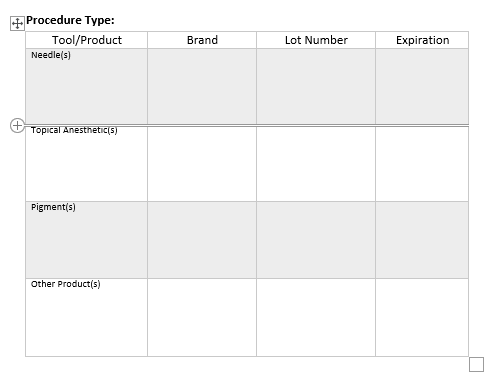 Procedure Type:
Tool/Product Brand Lot Number Expiration
Needle(s)
Topical Anesthetic(s)
Pigment(s)
Other Product(s)